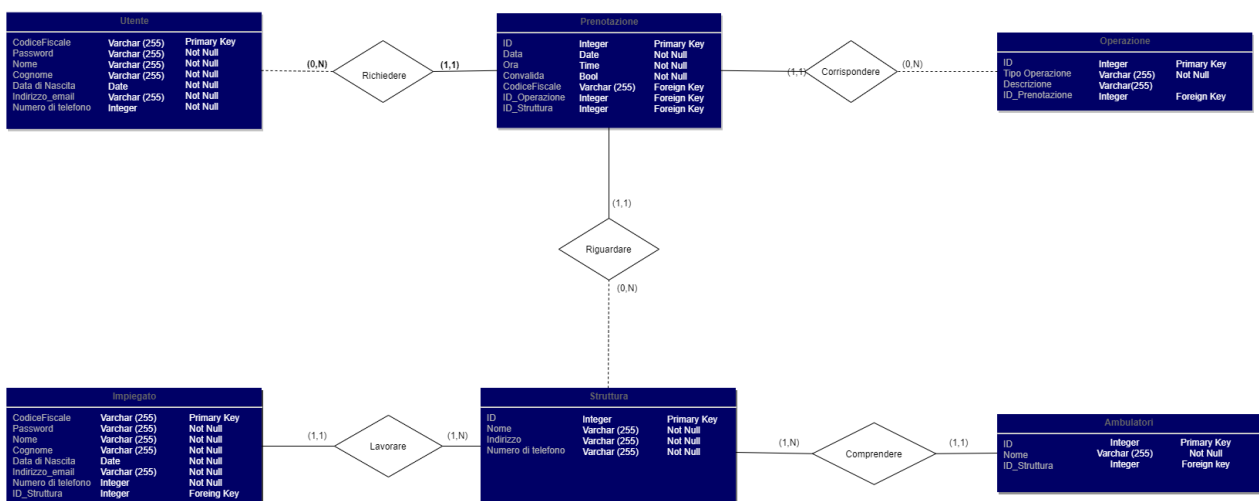 Utente
CodiceFiscale Varchar (255) Primary Key
Password Varchar (255) Not Null
Nome Varchar (255) Not Null
Cognome Varchar (255) Not Null
Data di Nascita Date Not Null
Indirizzo_email Varchar (255) Not Null
Numero di telefono Integer Not Null
(0,N)
Richiedere
(1,1)
Prenotazione
ID Integer Primary Key
Data Date Not Null
Ora Time Not Null
Convalida Bool Not Null
CodiceFiscale Varchar (255) Foreign Key
ID_Operazione Integer Foreign Key
ID_Struttura Integer Foreign Key
(1,1)
Corrispondere
(0,N)
Operazione
ID Integer Primary Key
Tipo Operazione Varchar (255) Not Null
Descrizione Varchar(255)
ID_Prenotazione Integer Foreign Key
(1,1)
Riguardare
(0,N)
Impiegato
CodiceFiscale Varchar (255) Primary Key
Password Varchar (255) Not Null
Nome Varchar (255) Not Null
Cognome Varchar (255) Not Null
Data di Nascita Date Not Null
Indirizzo_email Varchar (255) Not Null
Numero di telefono Integer Not Null
ID_Struttura Integer Foreing Key
(1,1)
Lavorare
(1,N)
Struttura
ID Integer Primary Key
Nome Varchar (255) Not Null
Indirizzo Varchar (255) Not Null
Numero di telefono Varchar (255) Not Null
(1,N)
Comprendere
(1,1)
Ambulatori
ID Integer Primary Key
Nome Varchar (255) Not Null
ID_Struttura Integer Foreign key